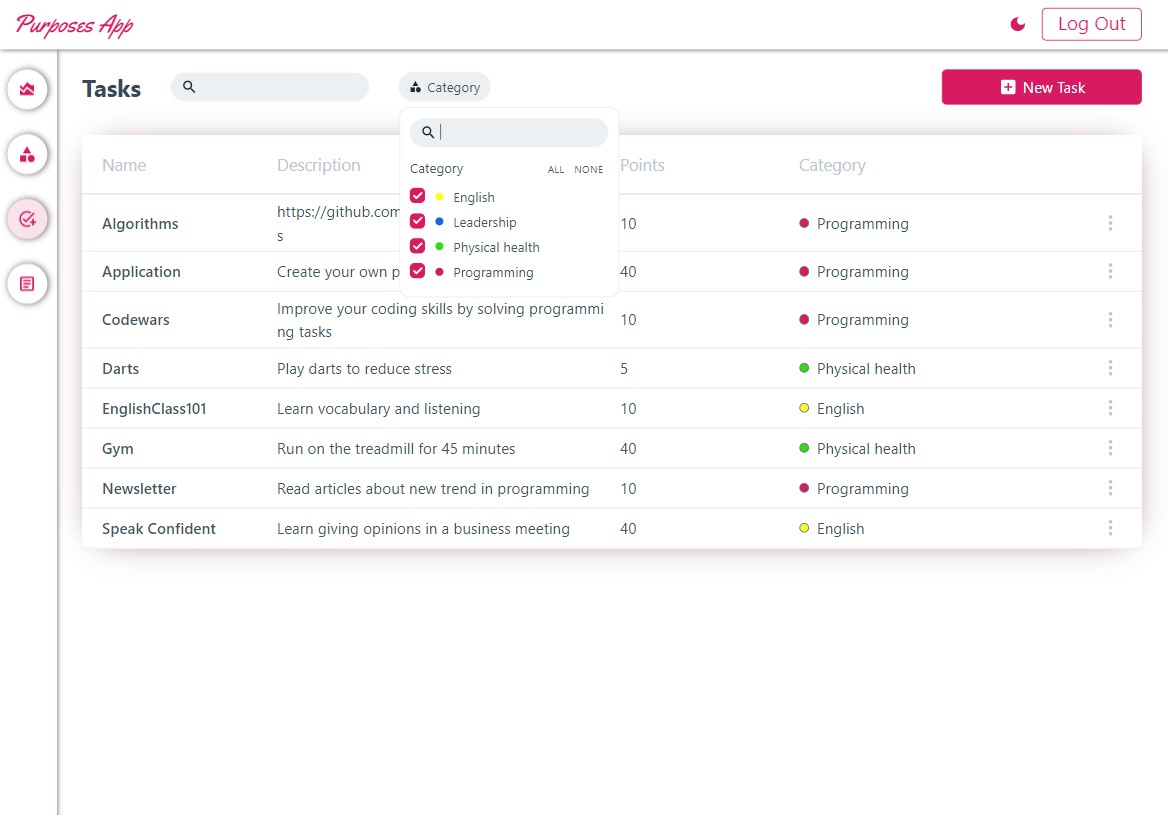 Purposes App
Log Out
Tasks
Category
New Task
Category ALL NONE
English
Leadership
Physical health
Programming
Name Description Points Category
Algorithms https://github.com 10 Programming
s
Application Create your own p 40 Programming
Codewars Improve your coding skills by solving programmi 10 Programming
ng tasks
Darts Play darts to reduce stress 5 Physical health
EnglishClass101 Learn vocabulary and listening 10 English
Gym Run on the treadmill for 45 minutes 40 Physical health
Newsletter Read articles about new trend in programming 10 Programming
Speak Confident Learn giving opinions in a business meeting 40 English